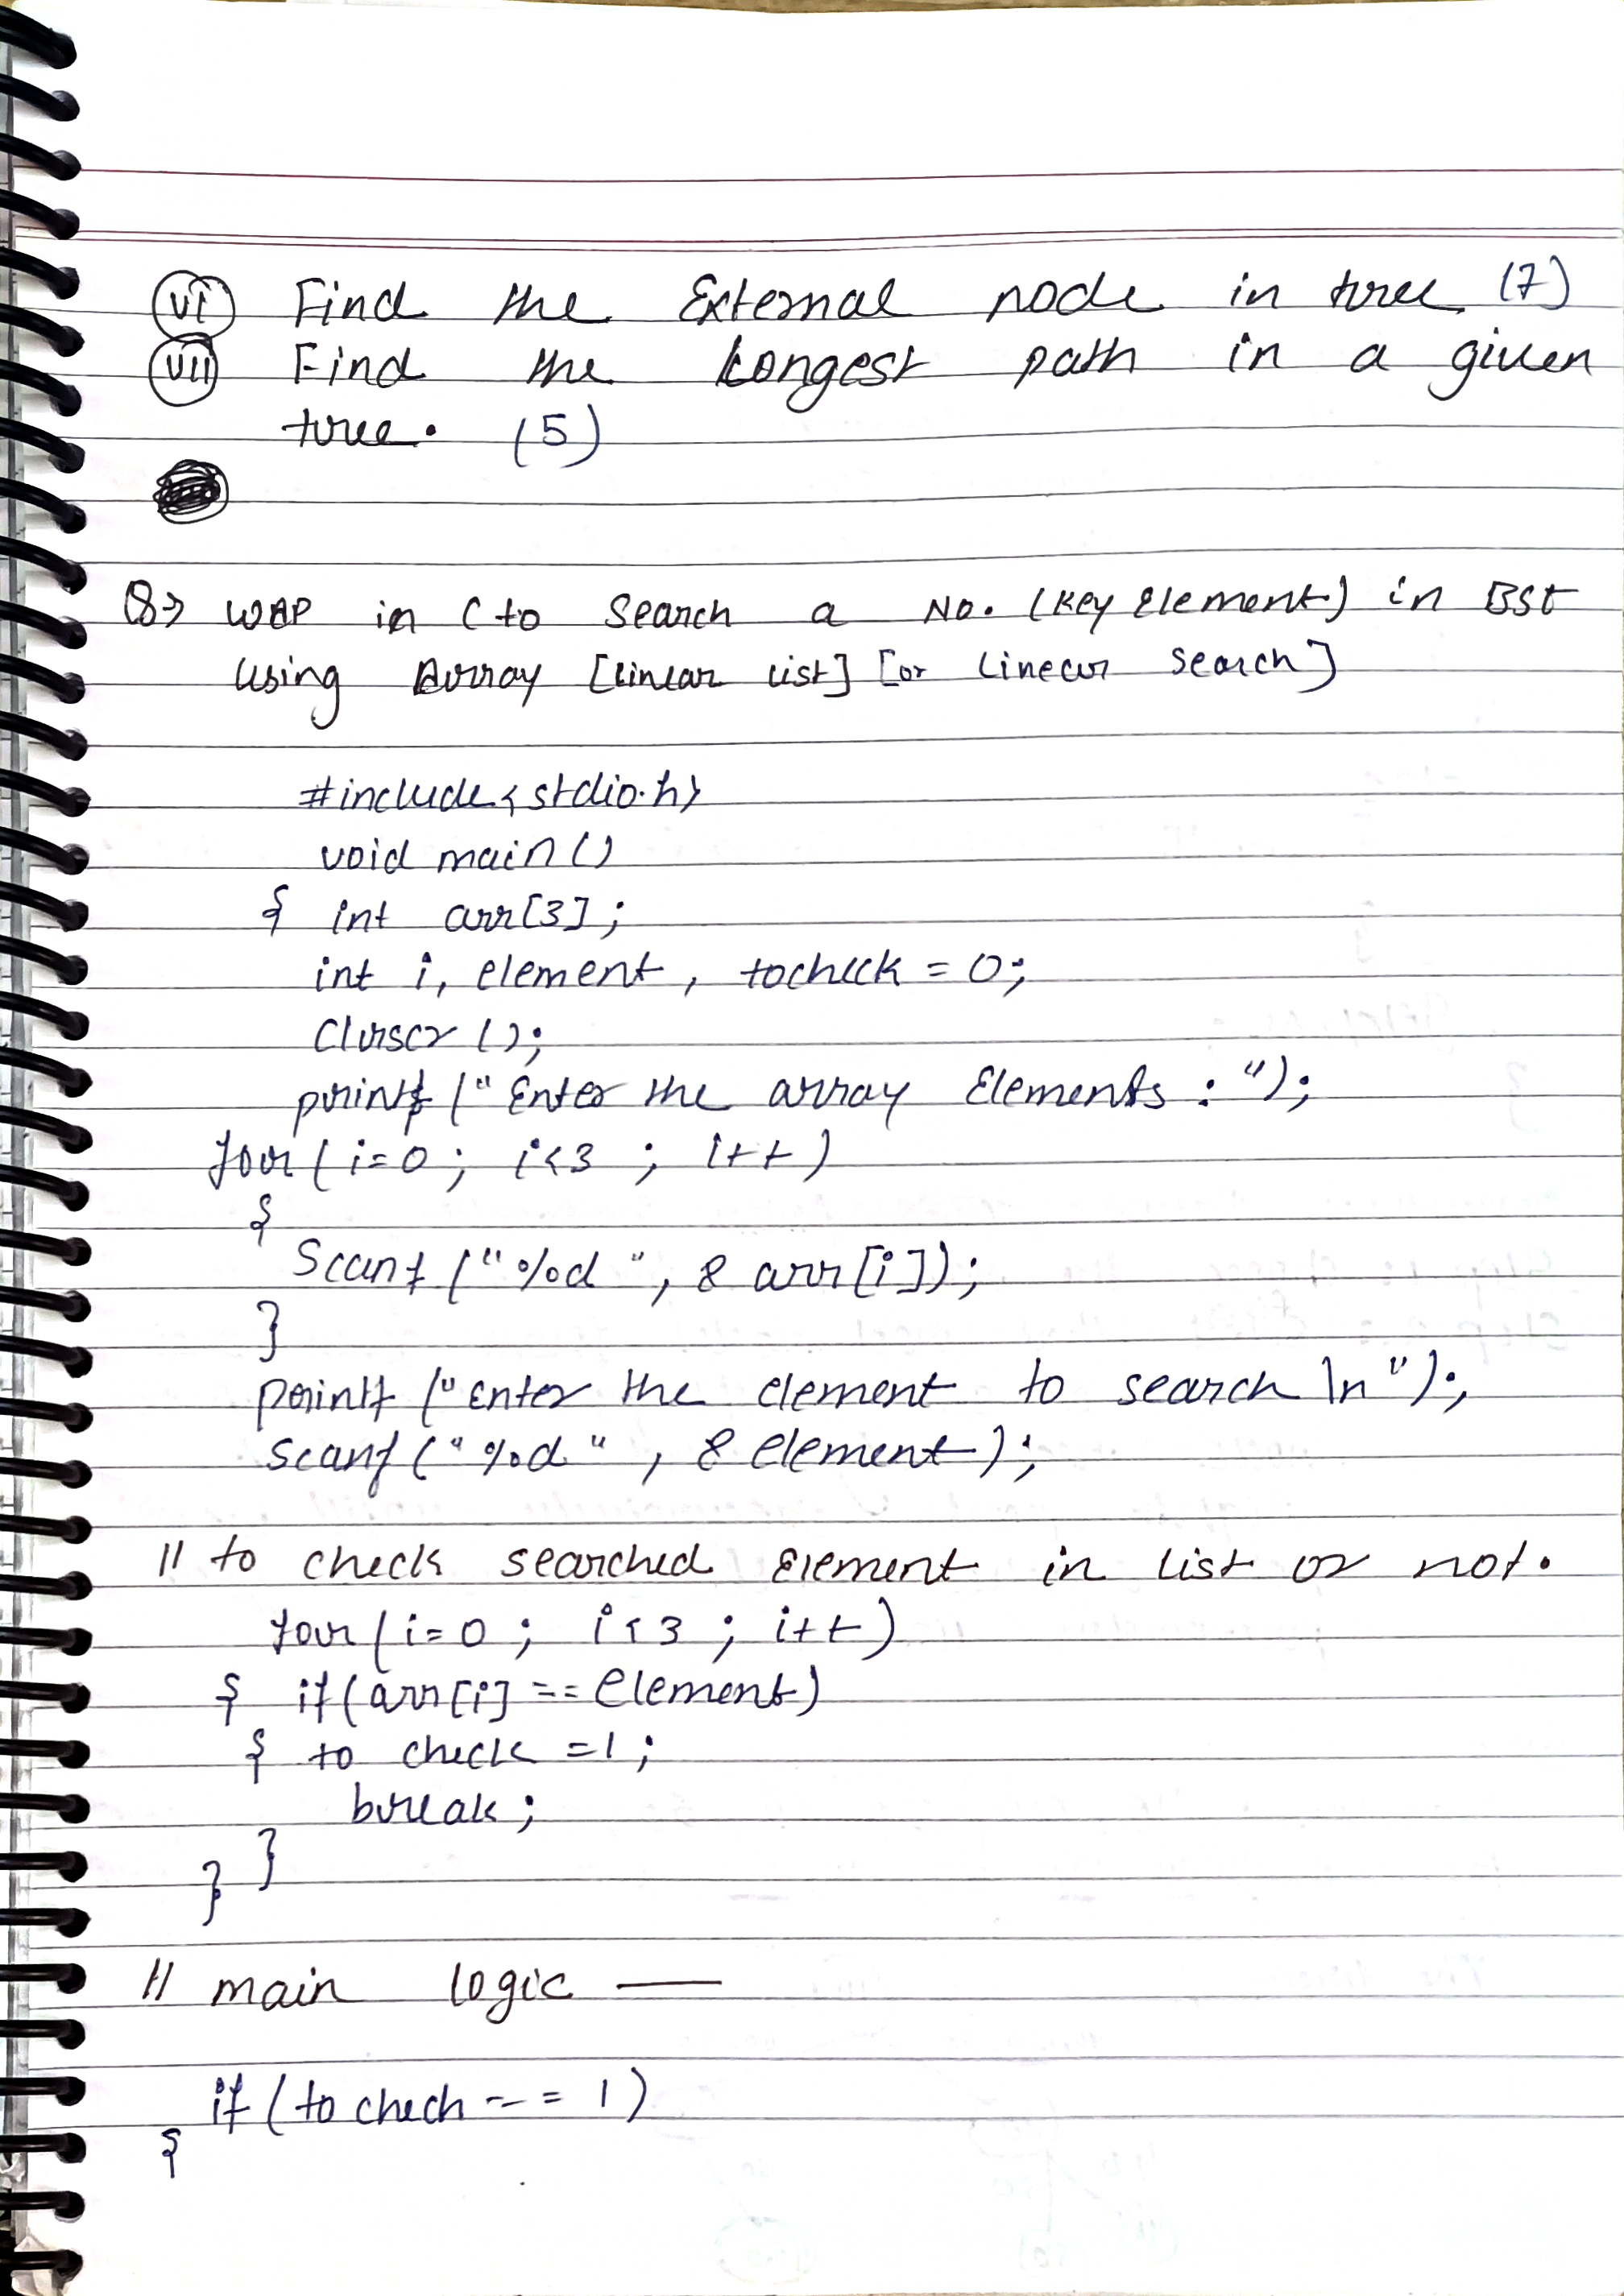 (vi) Find the External node in tree (7)
(vii) Find the Longest path in a given
tree. (5)
Q> WAP in C to Search a No. (Key Element) in BST
Using Array [linear list] [or Linear Search]
#include<stdio.h>
void main()
{ int arr[3];
int i, element, tocheck = 0;
Clrscr ();
printf ("Enter the array Elements : ");
for (i=0; i<3 ; i++)
{
Scanf ("%d", & arr[i]);
}
printf ("Enter the element to search \n");
scanf ("%d", & element);
// to check searched Element in list or not.
for (i=0; i<3; i++)
{ if (arr[i] == element)
{ to check =1;
break;
}
}
// main logic —
if (to chech == 1)
{